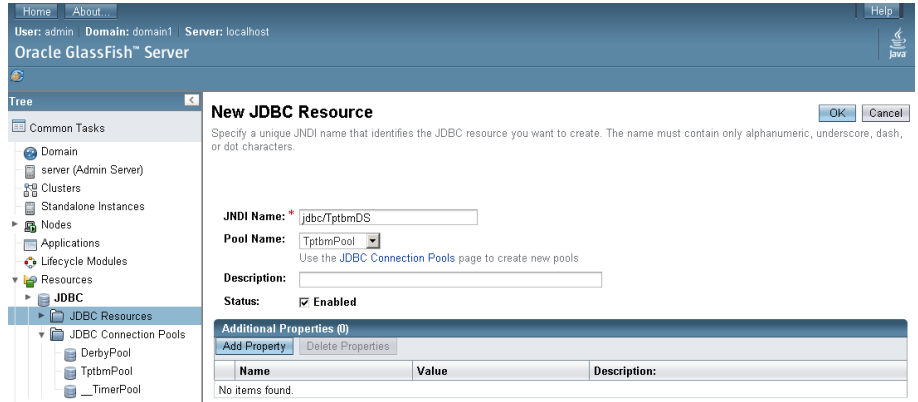 Home About... Help
User: admin Domain: domain1 Server: localhost
Oracle GlassFish™ Server
Java
Tree
Common Tasks
Domain
server (Admin Server)
Clusters
Standalone Instances
Nodes
Applications
Lifecycle Modules
Resources
JDBC
JDBC Resources
JDBC Connection Pools
DerbyPool
TptbmPool
__TimerPool
New JDBC Resource
OK Cancel
Specify a unique JNDI name that identifies the JDBC resource you want to create. The name must contain only alphanumeric, underscore, dash,
or dot characters.
JNDI Name: * jdbc/TptbmDS
Pool Name: TptbmPool
Use the JDBC Connection Pools page to create new pools
Description:
Status: Enabled
Additional Properties (0)
Add Property Delete Properties
Name Value Description:
No items found.